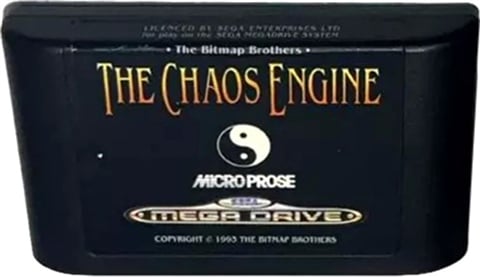 LICENCED BY SEGA ENTERPRISES LTD
for play on the SEGA MEGADRIVE SYSTEM
• The Bitmap Brothers •
THE CHAOS ENGINE
MICROPROSE
SEGA
MEGA DRIVE
COPYRIGHT © 1993 THE BITMAP BROTHERS